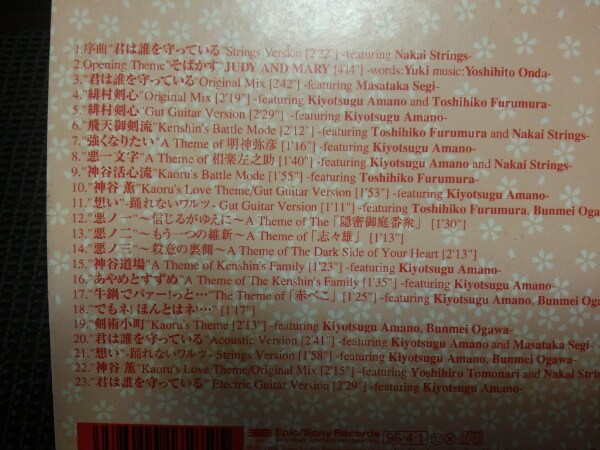 1.序曲"君は誰を守っている"Strings Version [2'22"] -featuring Nakai Strings-
2.Opening Theme"そばかす"JUDY AND MARY [4'14"] -words:Yuki music:Yoshihito Onda-
3."君は誰を守っている"Original Mix [2'42"] -featuring Masataka Segi-
4."緋村剣心"Original Mix [2'19"] -featuring Kiyotsugu Amano and Toshihiko Furumura-
5."緋村剣心"Gut Guitar Version [2'29"] -featuring Kiyotsugu Amano-
6."飛天御剣流"Kenshin's Battle Mode [2'12"] -featuring Toshihiko Furumura and Nakai Strings-
7."強くなりたい"A Theme of 明神弥彦 [1'16"] -featuring Kiyotsugu Amano-
8."悪一文字"A Theme of 相楽左之助 [1'40"] -featuring Kiyotsugu Amano and Nakai Strings-
9."神谷活心流"Kaoru's Battle Mode [1'55"] -featuring Toshihiko Furumura-
10."神谷 薫"Kaoru's Love Theme/Gut Guitar Version [1'53"] -featuring Kiyotsugu Amano-
11."想い"-踊れないワルツ- Gut Guitar Version [1'11"] -featuring Toshihiko Furumura, Bunmei Oga
12."悪ノ一"〜信じるがゆえに〜A Theme of The「隠密御庭番衆」 [1'30"]
13."悪ノ二"〜もう一つの維新〜A Theme of「志々雄」 [1'13"]
14."悪ノ三"〜殺意の裏側〜A Theme of The Dark Side of Your Heart [2'13"]
15."神谷道場"A Theme of Kenshin's Family [1'23"] -featuring Kiyotsugu Amano-
16."あやめとすずめ"A Theme of The Kenshin's Family [1'35"] -featuring Kiyotsugu Amano-
17."牛鍋でパァー!っと…"The Theme of「赤べこ」 [1'25"] -featuring Kiyotsugu Amano, Bunmei Oga
18."でもネ!ほんとはネ!…" [1'17"]
19."剣術小町"Kaoru's Theme [2'13"] -featuring Kiyotsugu Amano, Bunmei Ogawa-
20."君は誰を守っている"Acoustic Version [2'41"] -featuring Kiyotsugu Amano and Masataka Segi-
21."想い"-踊れないワルツ- Strings Version [1'58"] -featuring Kiyotsugu Amano, Bunmei Ogawa-
22."神谷 薫"Kaoru's Love Theme/Original Mix [2'15"] -featuring Yoshihiro Tomonari and Nakai Strin
23."君は誰を守っている"Electric Guitar Version [2'29"] -featuring Kiyotsugu Amano-
Epic/Sony Records
96・4・1